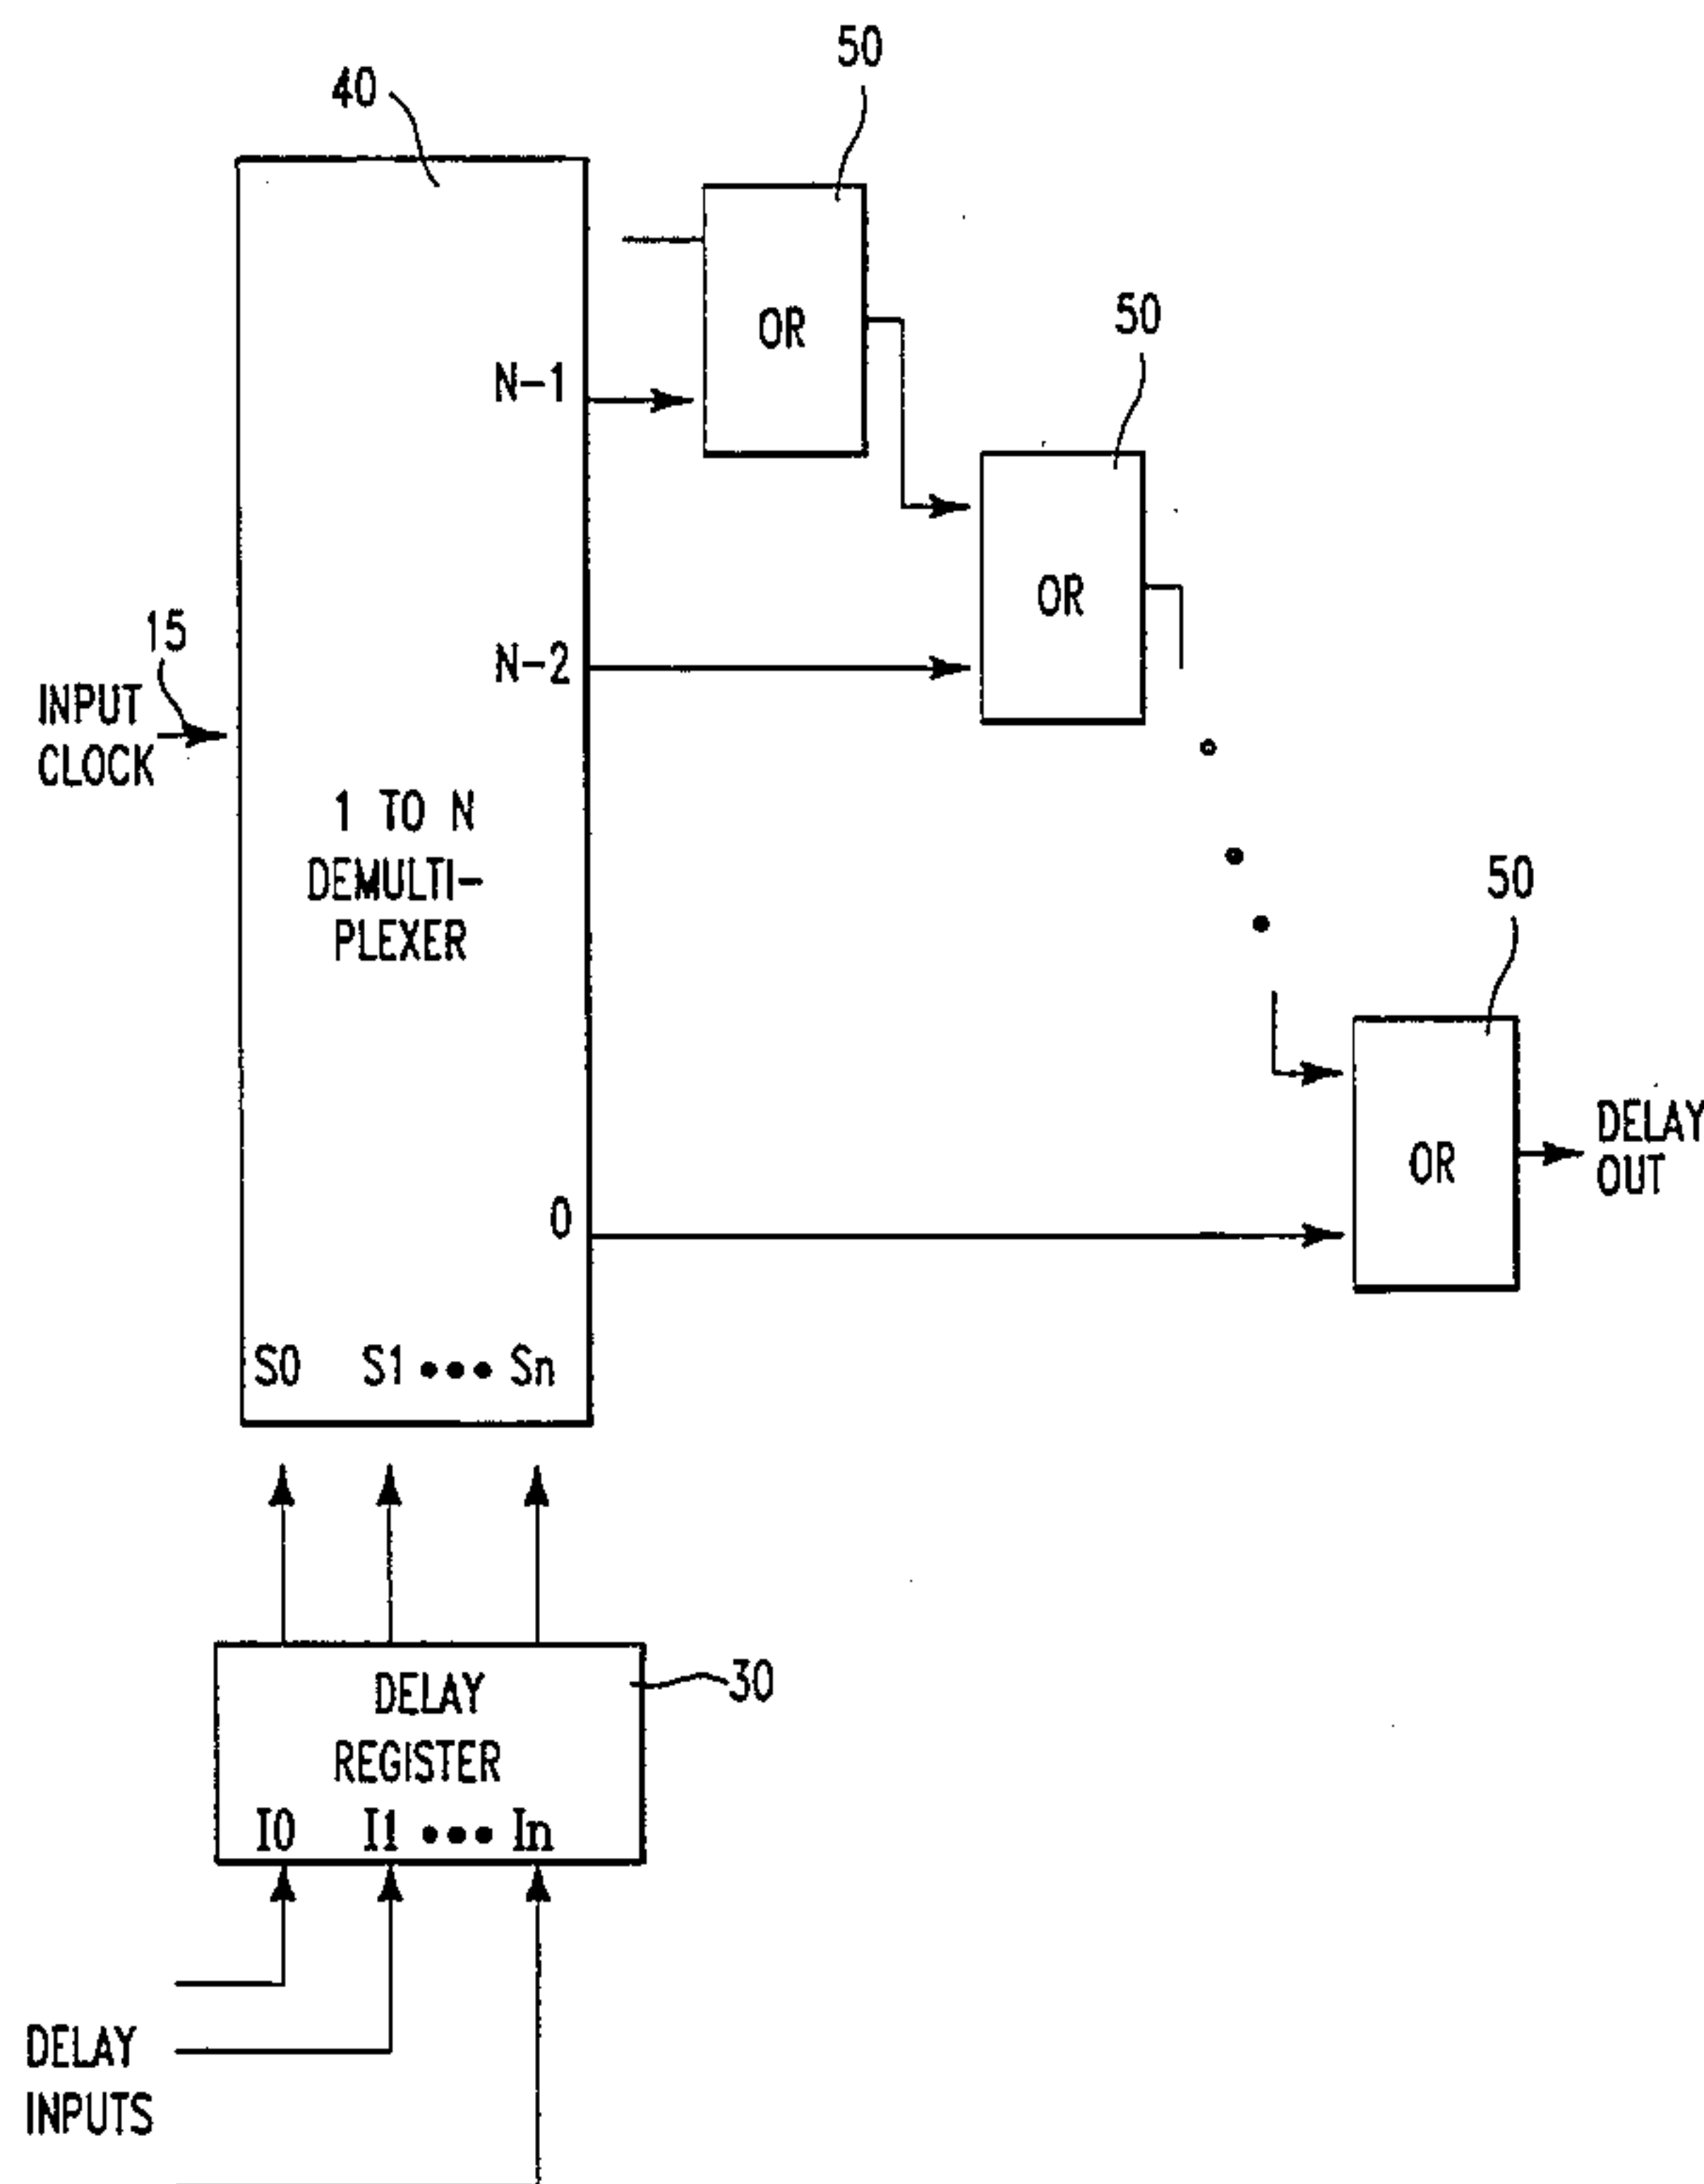 50
40
50
OR
N-1
OR
15
N-2
INPUT
CLOCK
1 TO N
DEMULTI-
PLEXER
50
DELAY
OUT
OR
0
S0 S1 ••• Sn
30
DELAY
REGISTER
I0 I1 ••• In
DELAY
INPUTS